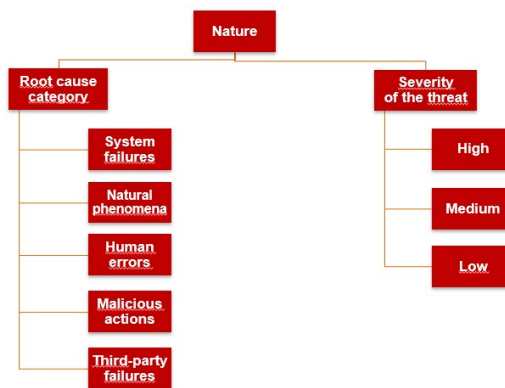 Nature
Root cause
category
Severity
of the threat
System
failures
Natural
phenomena
Human
errors
Malicious
actions
Third-party
failures
High
Medium
Low